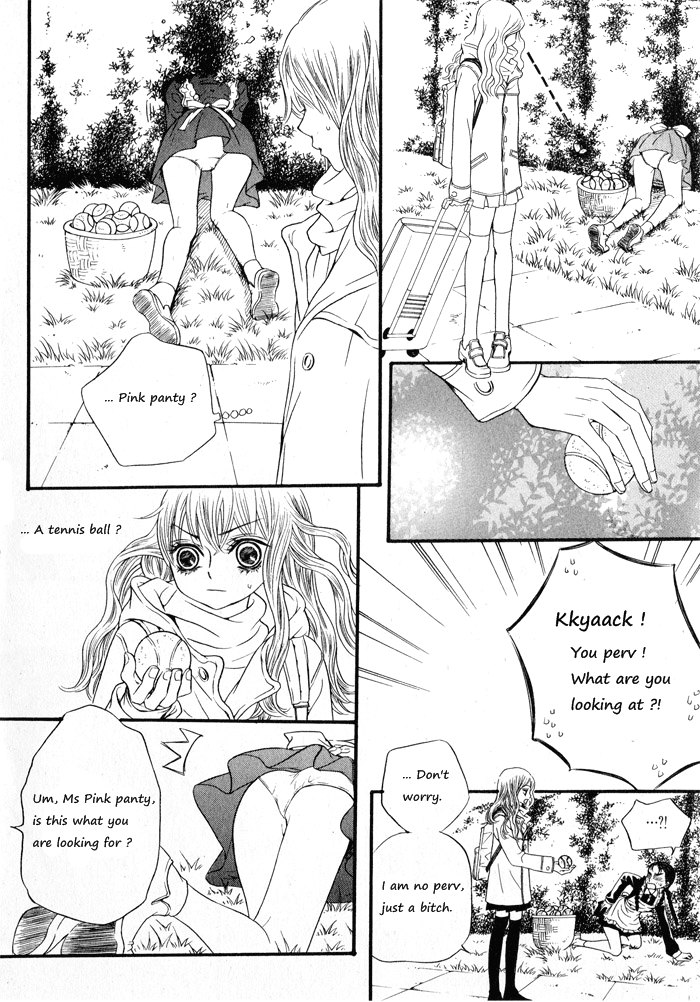 ... Pink panty ?
... A tennis ball ?
Um, Ms Pink panty,
is this what you
are looking for ?
Kkyaack !
You perv !
What are you
looking at ?!
... Don't
worry.
I am no perv,
just a bitch.
...?!